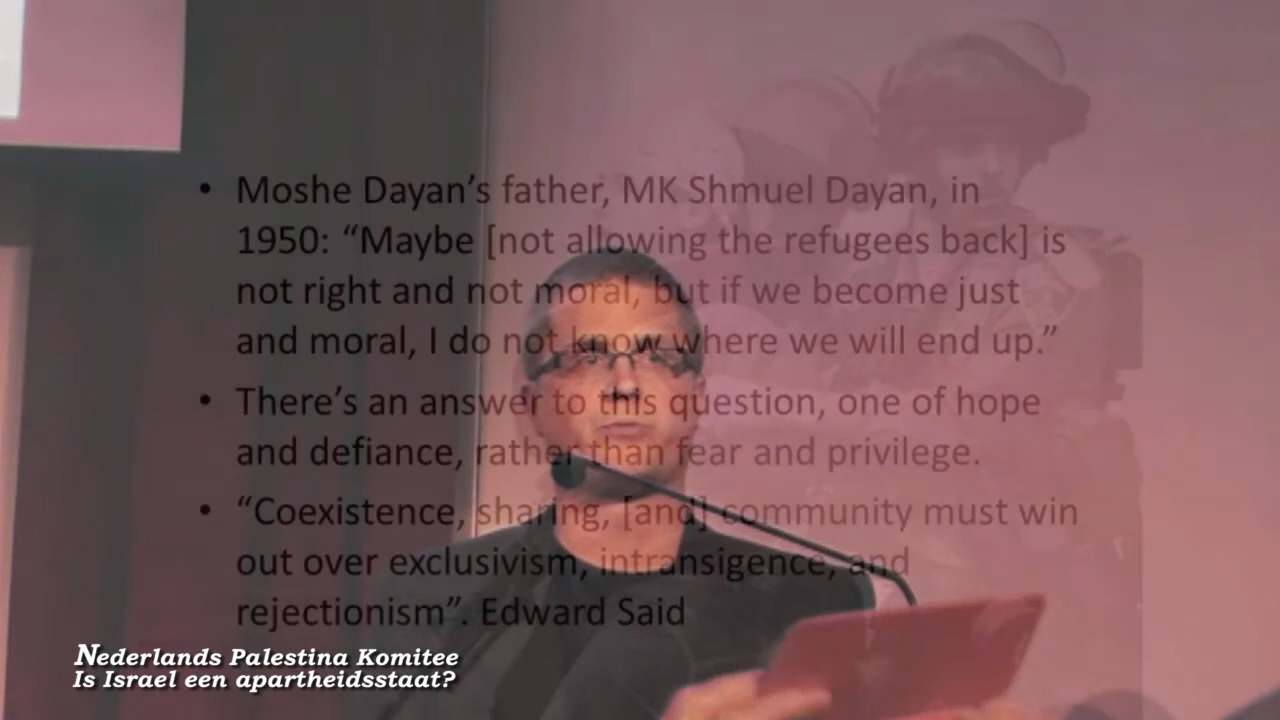 • Moshe Dayan’s father, MK Shmuel Dayan, in
1950: “Maybe [not allowing the refugees back] is
not right and not moral, but if we become just
and moral, I do not know where we will end up.”
• There’s an answer to this question, one of hope
and defiance, rather than fear and privilege.
• “Coexistence, sharing, [and] community must win
out over exclusivism, intransigence, and
rejectionism”. Edward Said
Nederlands Palestina Komitee
Is Israel een apartheidsstaat?